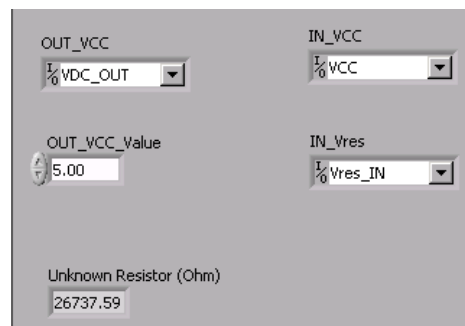 OUT_VCC
IN_VCC
VDC_OUT
VCC
OUT_VCC_Value
IN_Vres
5.00
Vres_IN
Unknown Resistor (Ohm)
26737.59